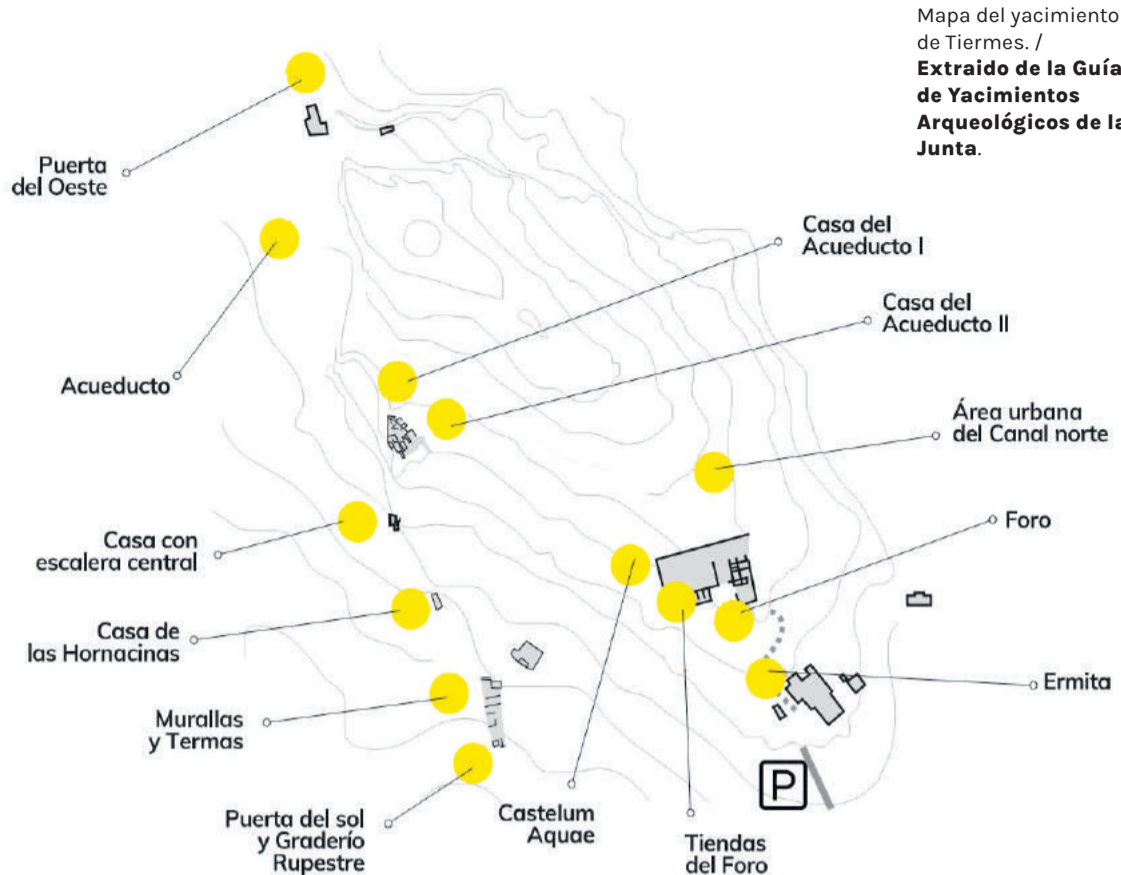 Mapa del yacimiento
de Tiermes. /
Extraido de la Guía
de Yacimientos
Arqueológicos de la
Junta.
Puerta
del Oeste
Casa del
Acueducto I
Casa del
Acueducto II
Acueducto
Área urbana
del Canal norte
Foro
Casa con
escalera central
Casa de
las Hornacinas
Ermita
Murallas
y Termas
P
Puerta del sol
y Graderío
Rupestre
Castelum
Aquae
Tiendas
del Foro